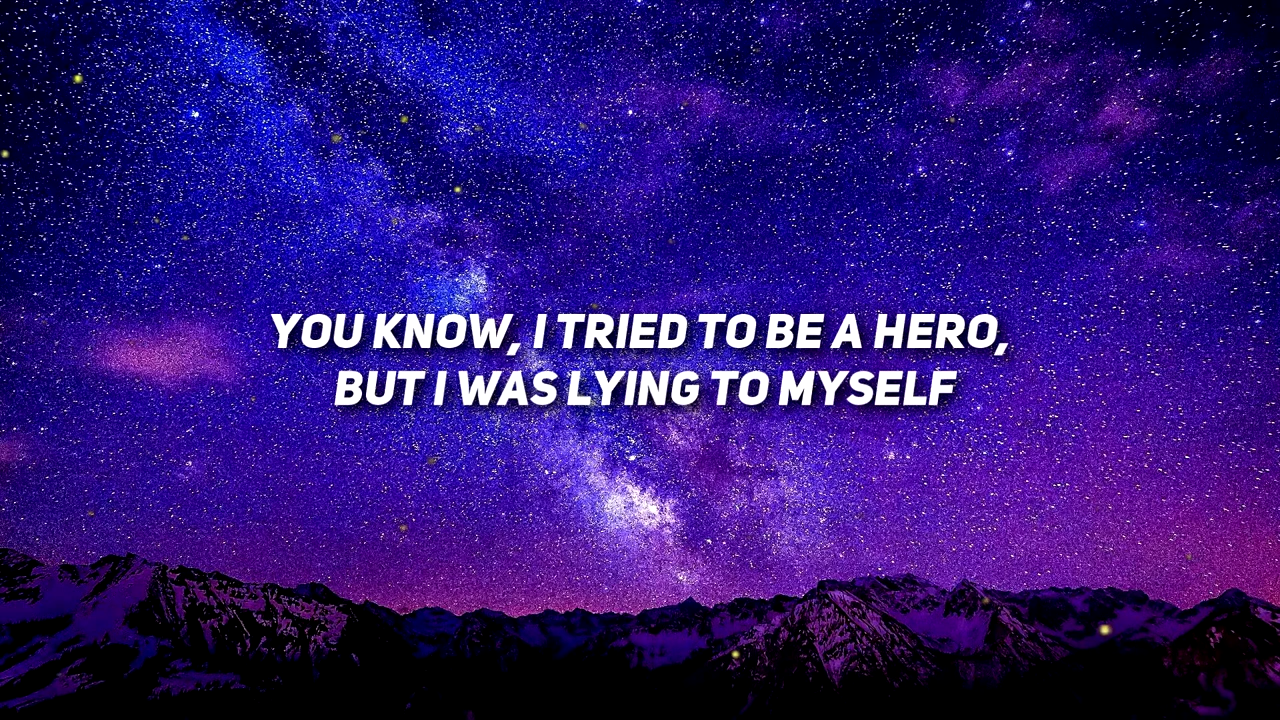 YOU KNOW, I TRIED TO BE A HERO,
BUT I WAS LYING TO MYSELF